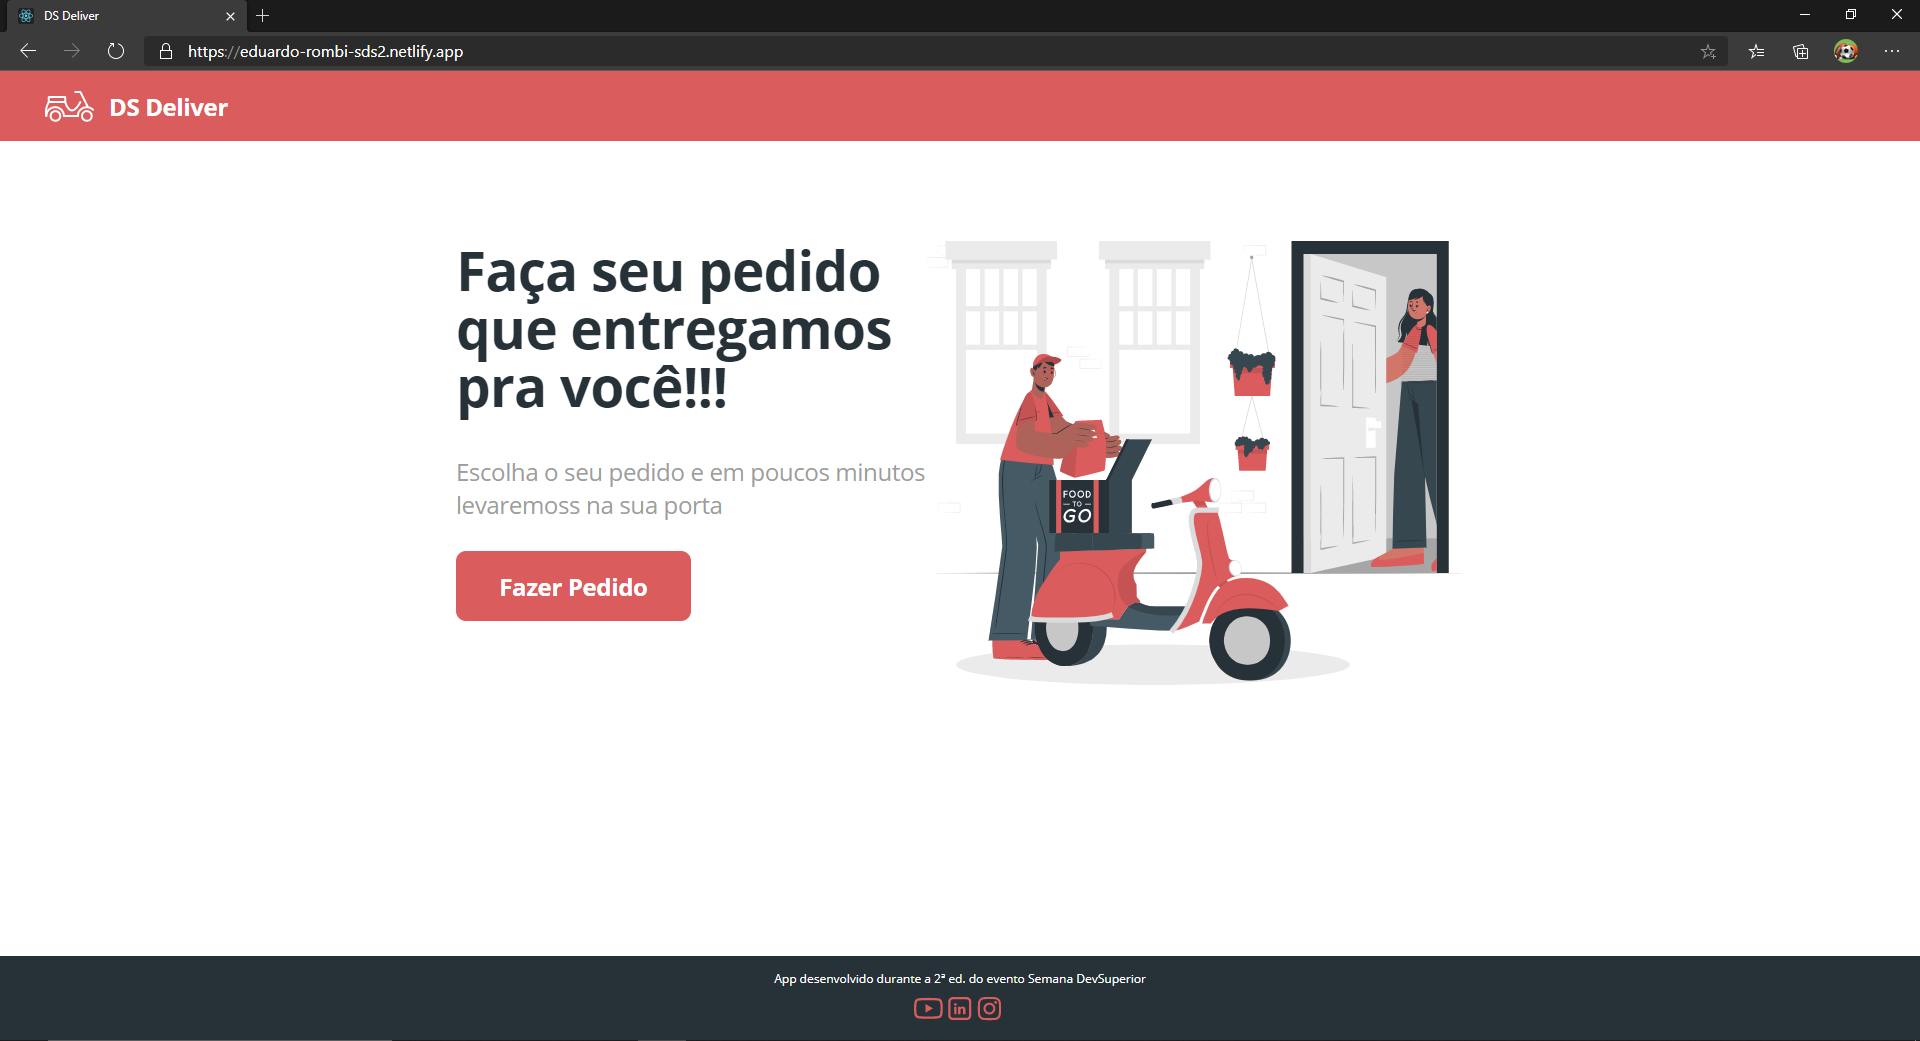 DS Deliver
https://eduardo-rombi-sds2.netlify.app
DS Deliver
Faça seu pedido
que entregamos
pra você!!!
Escolha o seu pedido e em poucos minutos
levaremoss na sua porta
Fazer Pedido
FOOD
TO
GO
App desenvolvido durante a 2ª ed. do evento Semana DevSuperior
in